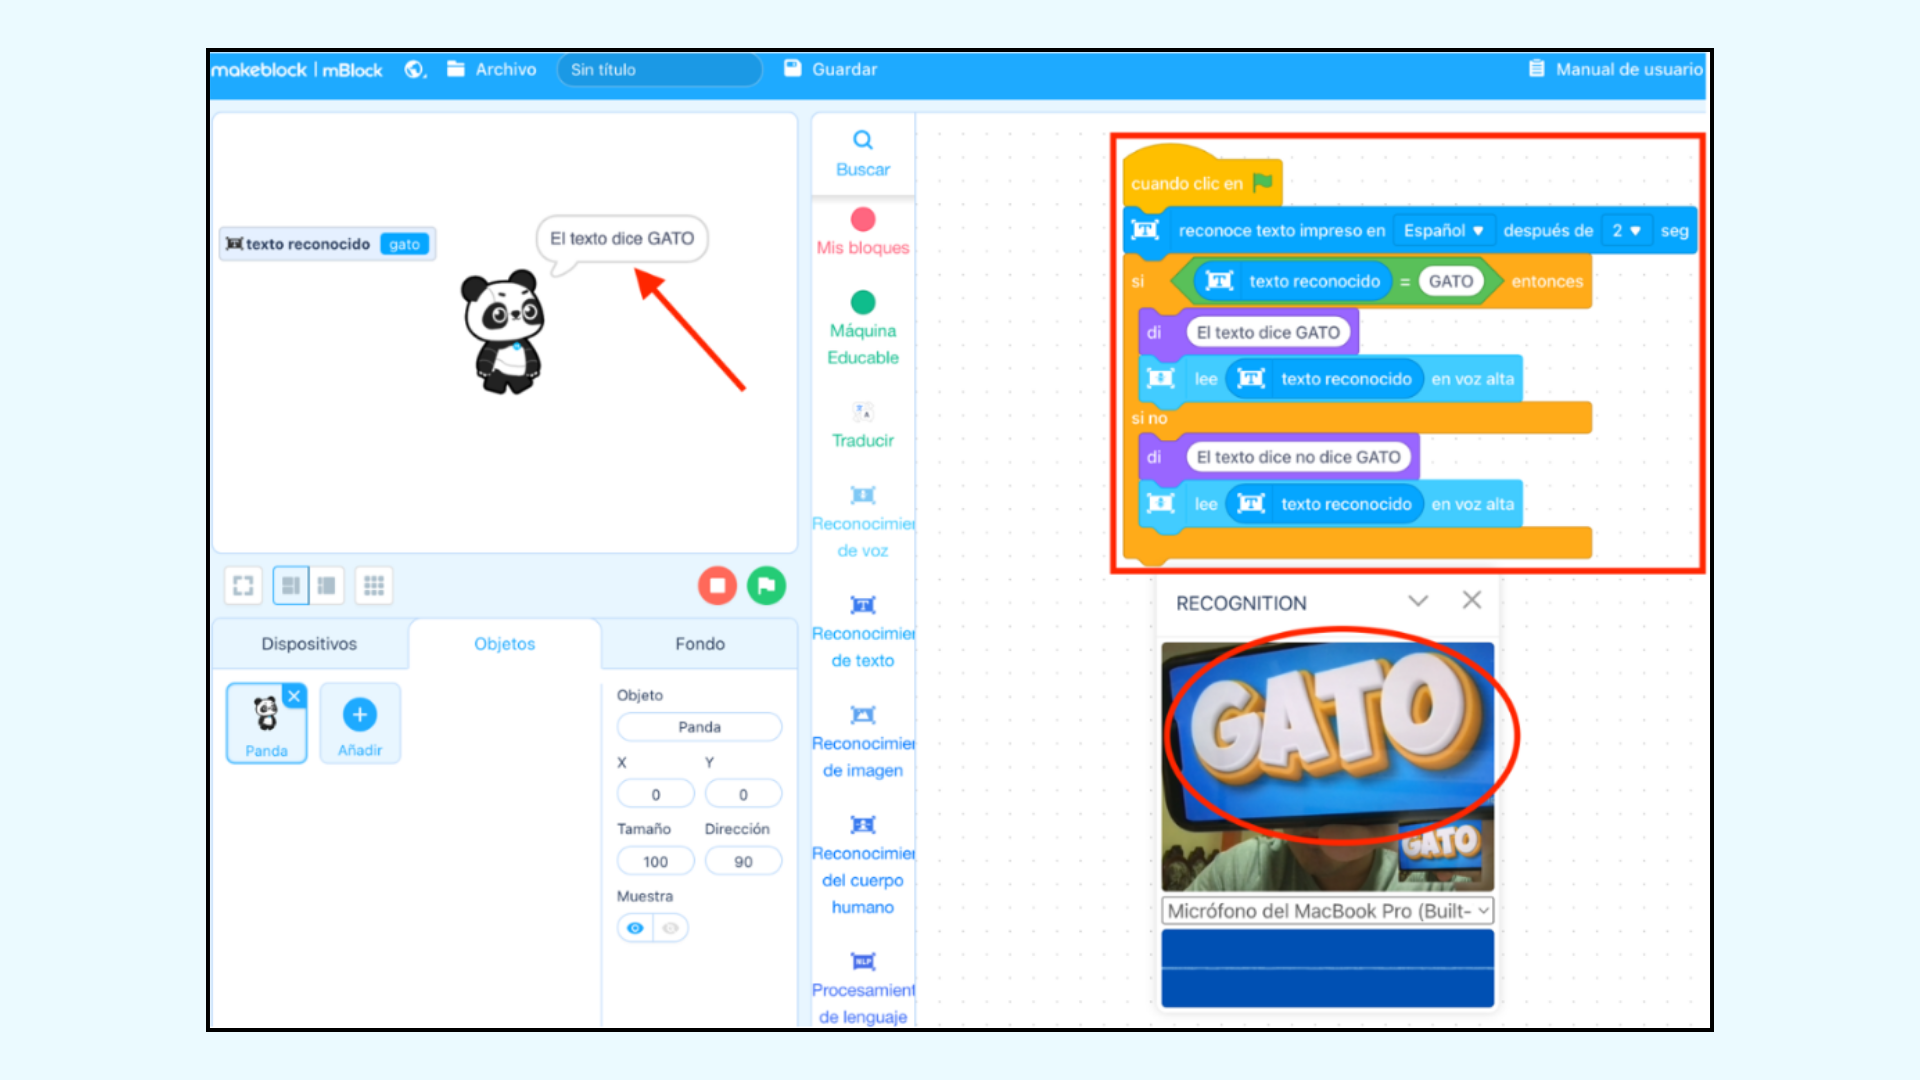 makeblock | mBlock Archivo Sin título Guardar Manual de usuario
texto reconocido gato
El texto dice GATO
Buscar
Mis bloques
Máquina
Educable
Traducir
Reconocimier
de voz
Reconocimier
de texto
Reconocimier
de imagen
Reconocimier
del cuerpo
humano
NLP
Procesamient
de lenguaje
cuando clic en
reconoce texto impreso en Español después de 2 seg
si texto reconocido = GATO entonces
di El texto dice GATO
lee texto reconocido en voz alta
si no
di El texto dice no dice GATO
lee texto reconocido en voz alta
RECOGNITION
GATO
GATO
Micrófono del MacBook Pro (Built-
Dispositivos Objetos Fondo
Panda
Añadir
Objeto
Panda
X Y
0 0
Tamaño Dirección
100 90
Muestra